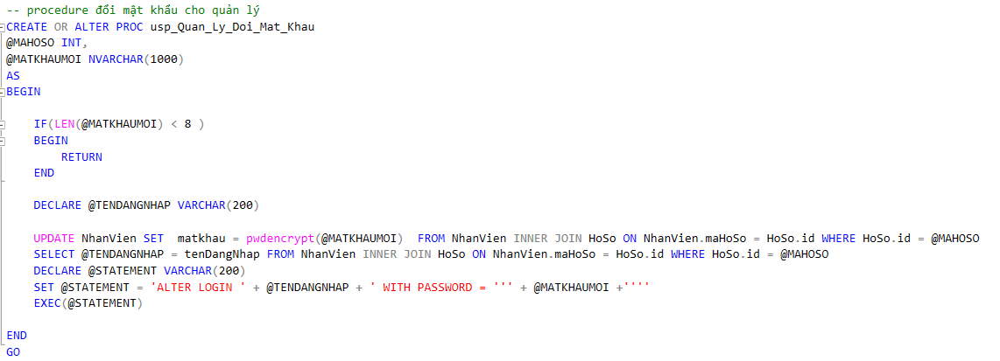 -- procedure đổi mật khẩu cho quản lý
CREATE OR ALTER PROC usp_Quan_Ly_Doi_Mat_Khau
@MAHOSO INT,
@MATKHAUMOI NVARCHAR(1000)
AS
BEGIN
IF(LEN(@MATKHAUMOI) < 8 )
BEGIN
RETURN
END
DECLARE @TENDANGNHAP VARCHAR(200)
UPDATE NhanVien SET  matkhau = pwdencrypt(@MATKHAUMOI)  FROM NhanVien INNER JOIN HoSo ON NhanVien.maHoSo = HoSo.id WHERE HoSo.id = @MAHOSO
SELECT @TENDANGNHAP = tenDangNhap FROM NhanVien INNER JOIN HoSo ON NhanVien.maHoSo = HoSo.id WHERE HoSo.id = @MAHOSO
DECLARE @STATEMENT VARCHAR(200)
SET @STATEMENT = 'ALTER LOGIN ' + @TENDANGNHAP + ' WITH PASSWORD = ''' + @MATKHAUMOI +''''
EXEC(@STATEMENT)
END
GO